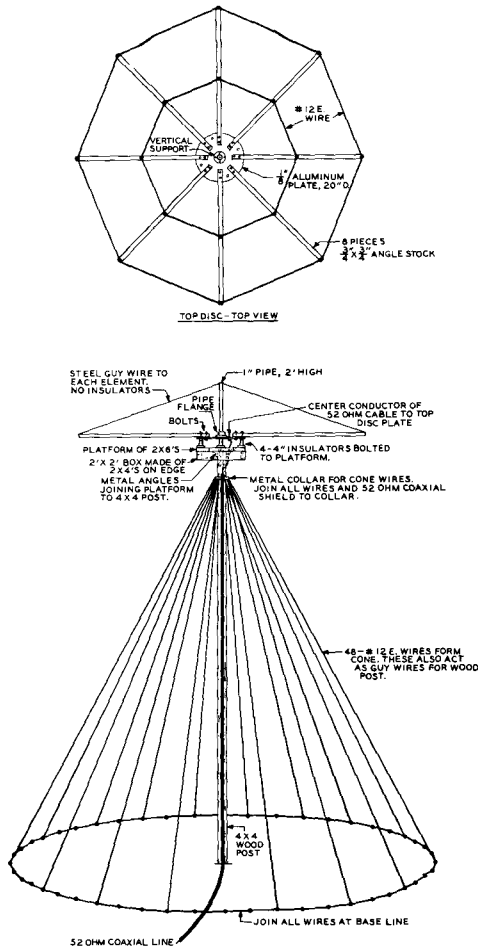 #12 E.
WIRE
VERTICAL
SUPPORT
1/8" ALUMINUM
PLATE, 20" D.
8 PIECES
3/4" X 3/4" ANGLE STOCK
TOP DISC-TOP VIEW
STEEL GUY WIRE TO
EACH ELEMENT.
NO INSULATORS
1" PIPE, 2' HIGH
PIPE
FLANGE
BOLTS
CENTER CONDUCTOR OF
52 OHM CABLE TO TOP
DISC PLATE
PLATFORM OF 2X6'S
2'X 2' BOX MADE OF
2X4'S ON EDGE
METAL ANGLES
JOINING PLATFORM
TO 4X4 POST.
4-4" INSULATORS BOLTED
TO PLATFORM.
METAL COLLAR FOR CONE WIRES.
JOIN ALL WIRES AND 52 OHM COAXIAL
SHIELD TO COLLAR.
48-#12 E. WIRES FORM
CONE. THESE ALSO ACT
AS GUY WIRES FOR WOOD
POST.
4X4
WOOD
POST
JOIN ALL WIRES AT BASE LINE
52 OHM COAXIAL LINE